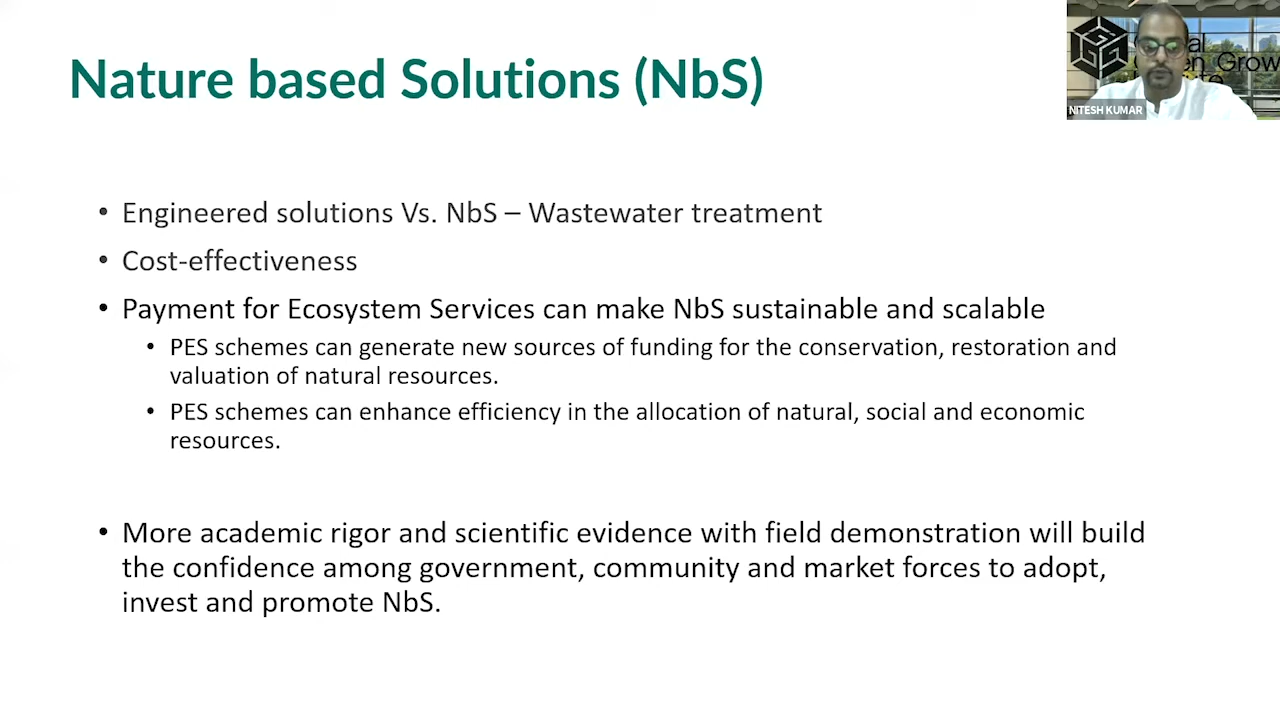 Nature based Solutions (NbS)
NITESH KUMAR
• Engineered solutions Vs. NbS – Wastewater treatment
• Cost-effectiveness
• Payment for Ecosystem Services can make NbS sustainable and scalable
• PES schemes can generate new sources of funding for the conservation, restoration and
valuation of natural resources.
• PES schemes can enhance efficiency in the allocation of natural, social and economic
resources.
• More academic rigor and scientific evidence with field demonstration will build
the confidence among government, community and market forces to adopt,
invest and promote NbS.